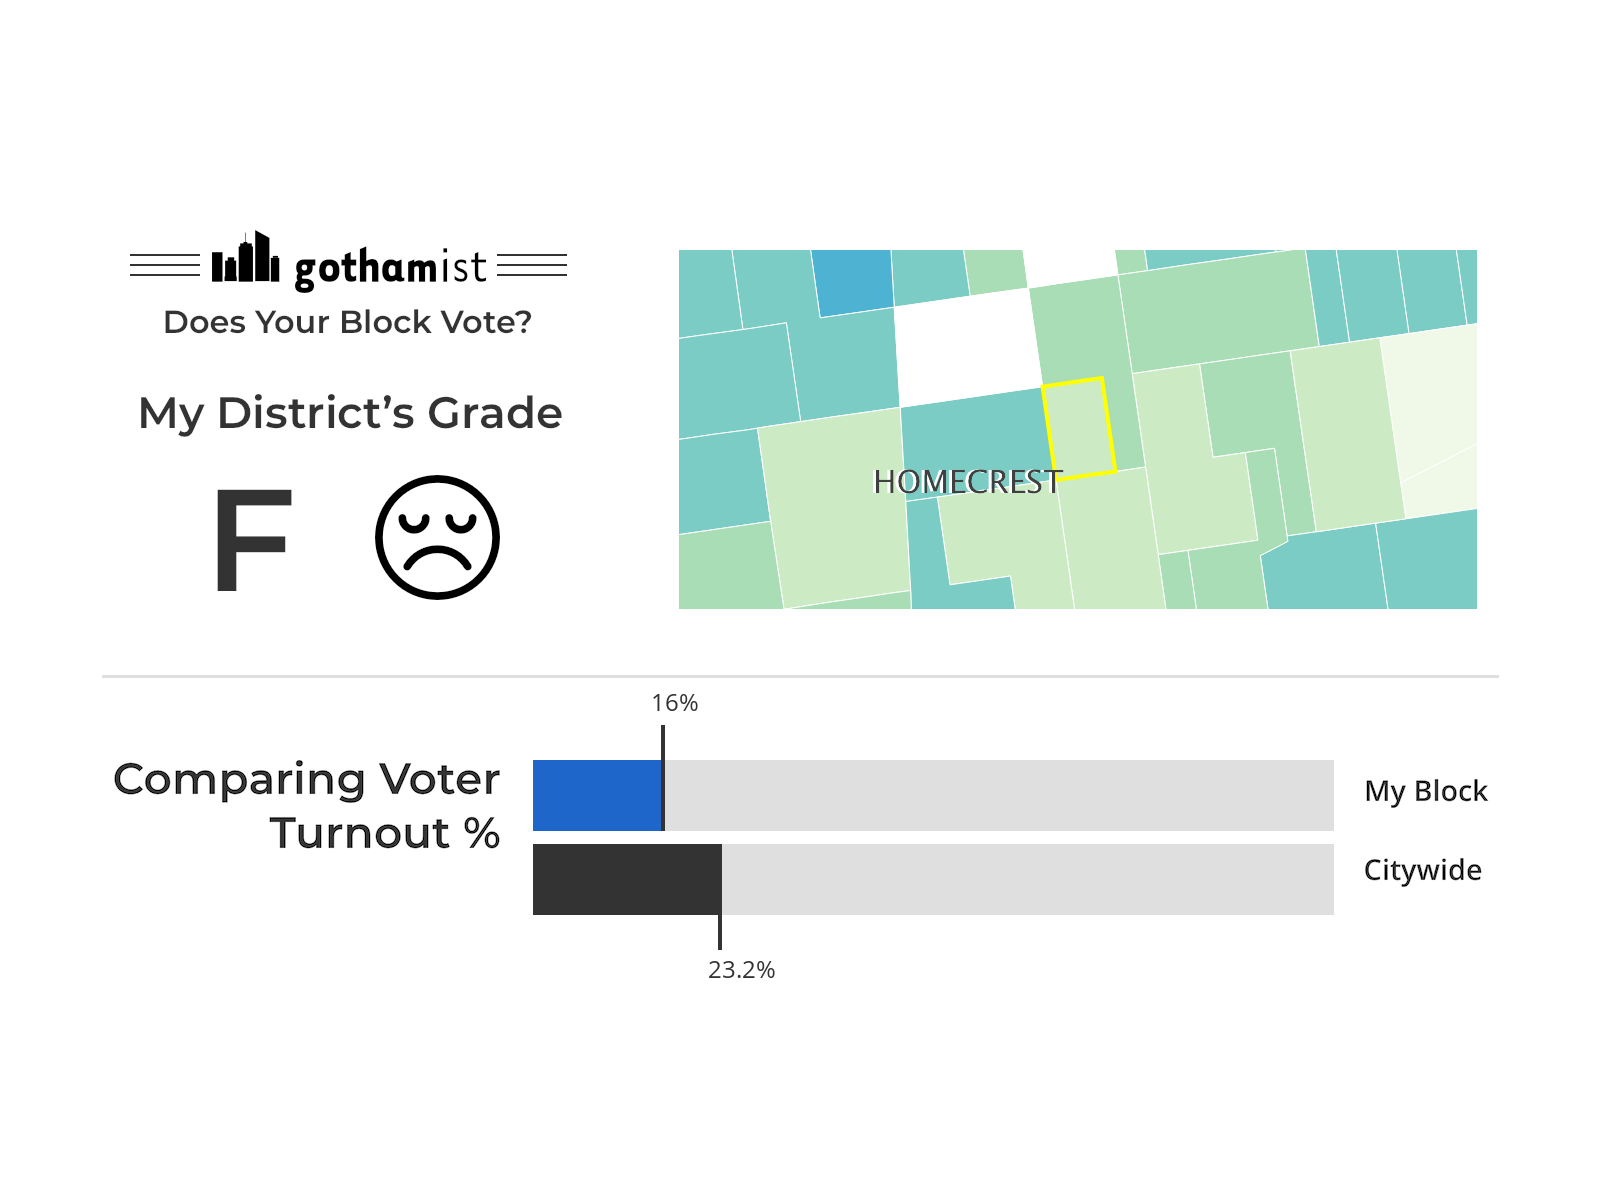 gothamist
Does Your Block Vote?
My District’s Grade
F
HOMECREST
16%
Comparing Voter
Turnout %
My Block
Citywide
23.2%